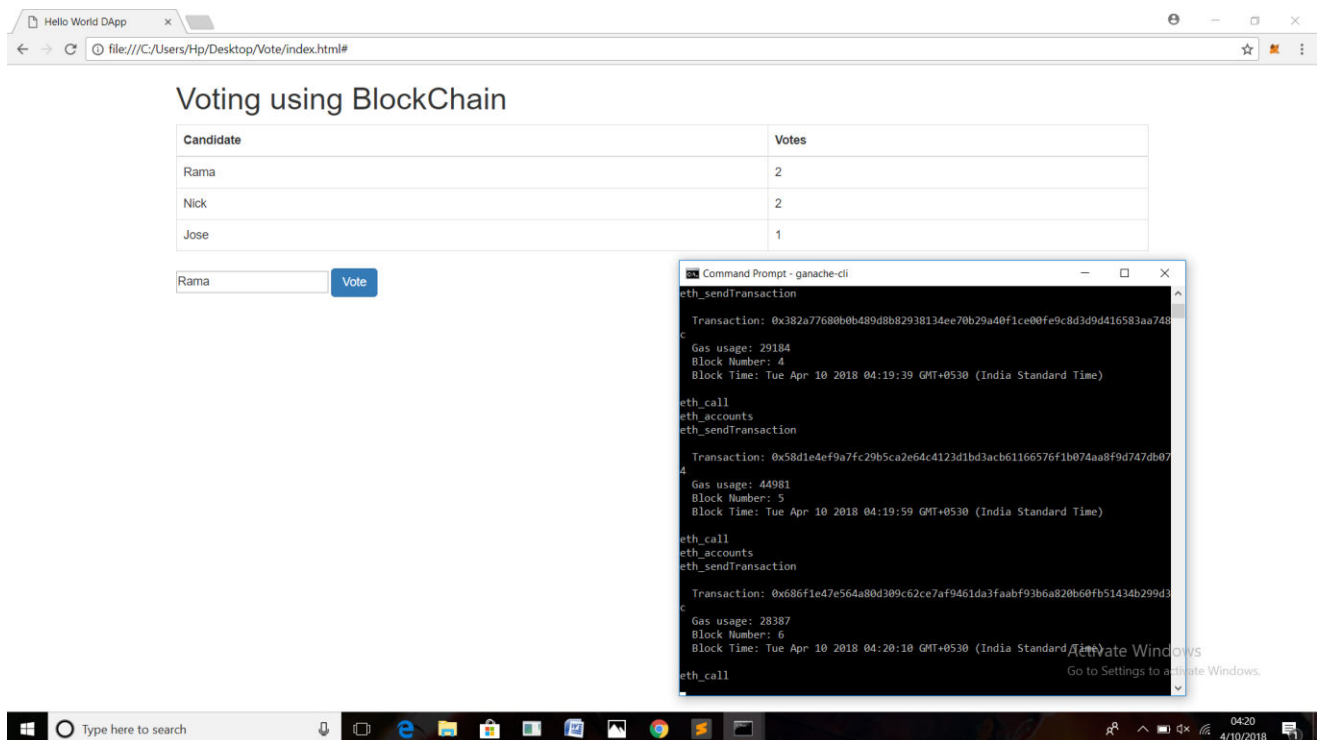 Hello World DApp
file:///C:/Users/Hp/Desktop/Vote/index.html#
Voting using BlockChain
Candidate Votes
Rama 2
Nick 2
Jose 1
Rama Vote
Command Prompt - ganache-cli
eth_sendTransaction
Transaction: 0x382a77680b0b489d8b82938134ee70b29a40f1ce00fe9c8d3d9d416583aa748
c
Gas usage: 29184
Block Number: 4
Block Time: Tue Apr 10 2018 04:19:39 GMT+0530 (India Standard Time)
eth_call
eth_accounts
eth_sendTransaction
Transaction: 0x58d1e4ef9a7fc29b5ca2e64c4123d1bd3acb61166576f1b074aa8f9d747db07
4
Gas usage: 44981
Block Number: 5
Block Time: Tue Apr 10 2018 04:19:59 GMT+0530 (India Standard Time)
eth_call
eth_accounts
eth_sendTransaction
Transaction: 0x686f1e47e564a80d309c62ce7af9461da3faabf93b6a820b60fb51434b299d3
c
Gas usage: 28387
Block Number: 6
Block Time: Tue Apr 10 2018 04:20:10 GMT+0530 (India Standard Time)
eth_call
Activate Windows
Go to Settings to activate Windows.
Type here to search
04:20
4/10/2018